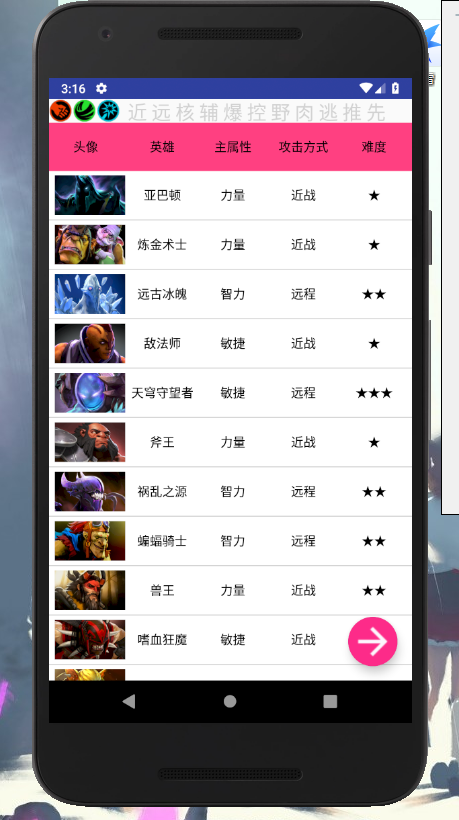 3:16
近 远 核 辅 爆 控 野 肉 逃 推 先
头像 英雄 主属性 攻击方式 难度
亚巴顿 力量 近战 ★
炼金术士 力量 近战 ★
远古冰魄 智力 远程 ★★
敌法师 敏捷 近战 ★
天穹守望者 敏捷 远程 ★★★
斧王 力量 近战 ★
祸乱之源 智力 远程 ★★
蝙蝠骑士 智力 远程 ★★
兽王 力量 近战 ★★
嗜血狂魔 敏捷 近战